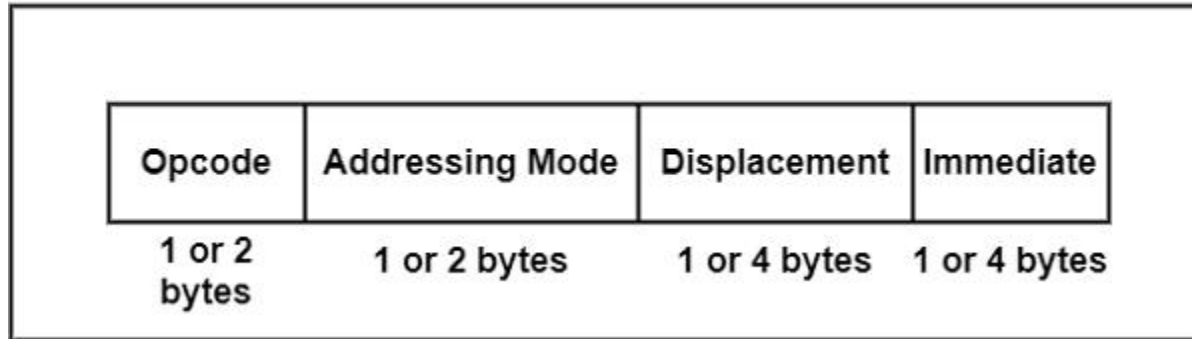 Opcode Addressing Mode Displacement Immediate
1 or 2 bytes 1 or 2 bytes 1 or 4 bytes 1 or 4 bytes